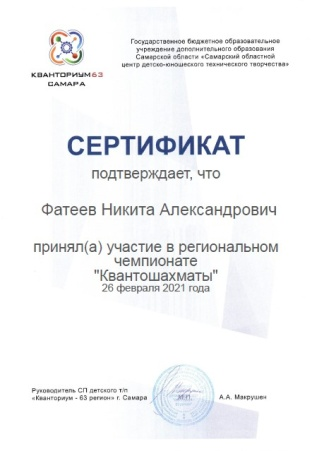 Государственное бюджетное образовательное
учреждение дополнительного образования
Самарской области «Самарский областной
центр детско-юношеского технического творчества»
КВАНТОРИУМ63
САМАРА
СЕРТИФИКАТ
подтверждает, что
Фатеев Никита Александрович
принял(а) участие в региональном
чемпионате
"Квантошахматы"
26 февраля 2021 года
Руководитель СП детского т/п
«Кванториум - 63 регион» г. Самара
М.П.
А.А. Макрушен